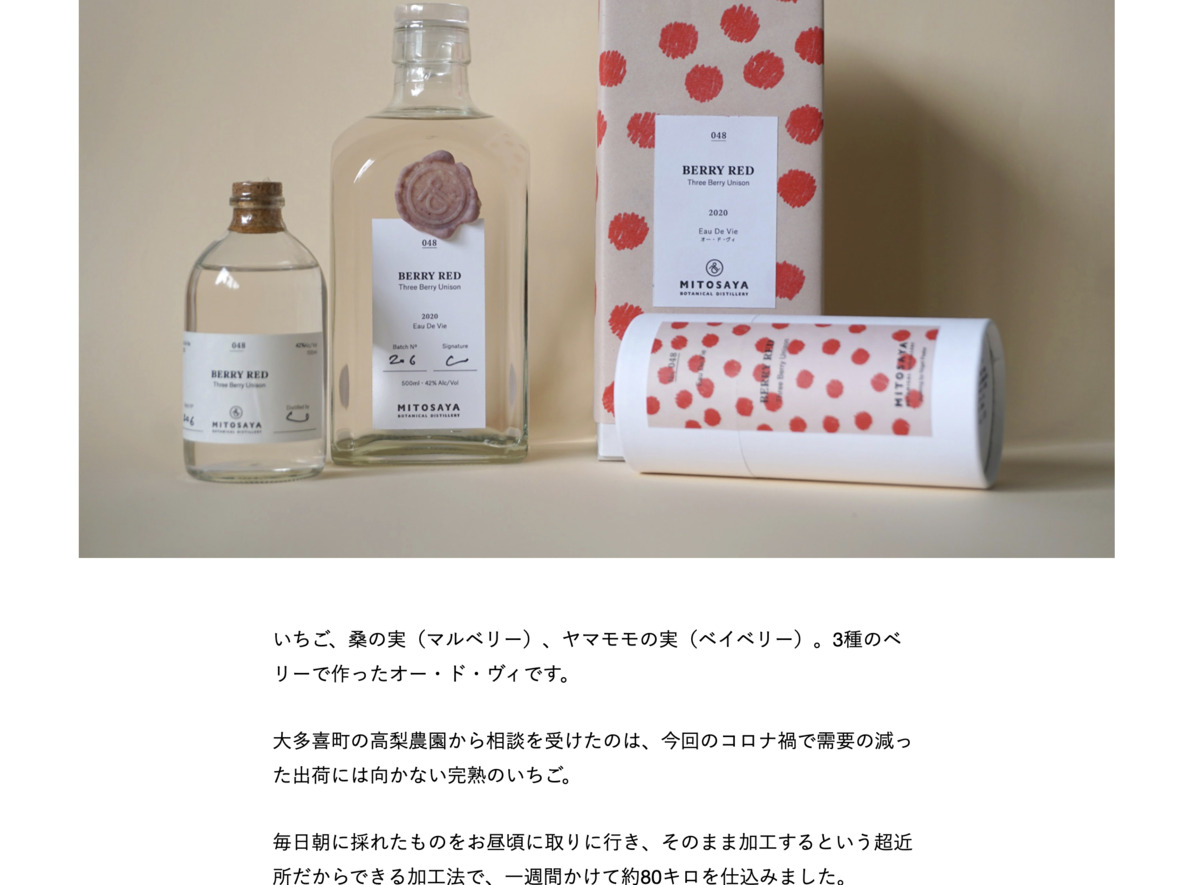 048
BERRY RED
Three Berry Unison
2020
Eau De Vie
オー・ド・ヴィ
MITOSAYA
BOTANICAL DISTILLERY
048
BERRY RED
Three Berry Unison
2020
Eau De Vie
Batch Nº Signature
206
500ml - 42% Alc/Vol
MITOSAYA
BOTANICAL DISTILLERY
048
BERRY RED
Three Berry Unison
Distilled by
MITOSAYA
BOTANICAL DISTILLERY
048
BERRY RED
Three Berry Unison
MITOSAYA
いちご、桑の実（マルベリー）、ヤマモモの実（ベイベリー）。3種のベ
リーで作ったオー・ド・ヴィです。
大多喜町の高梨農園から相談を受けたのは、今回のコロナ禍で需要の減っ
た出荷には向かない完熟のいちご。
毎日朝に採れたものをお昼頃に取りに行き、そのまま加工するという超近
所だからできる加工法で、一週間かけて約80キロを仕込みました。